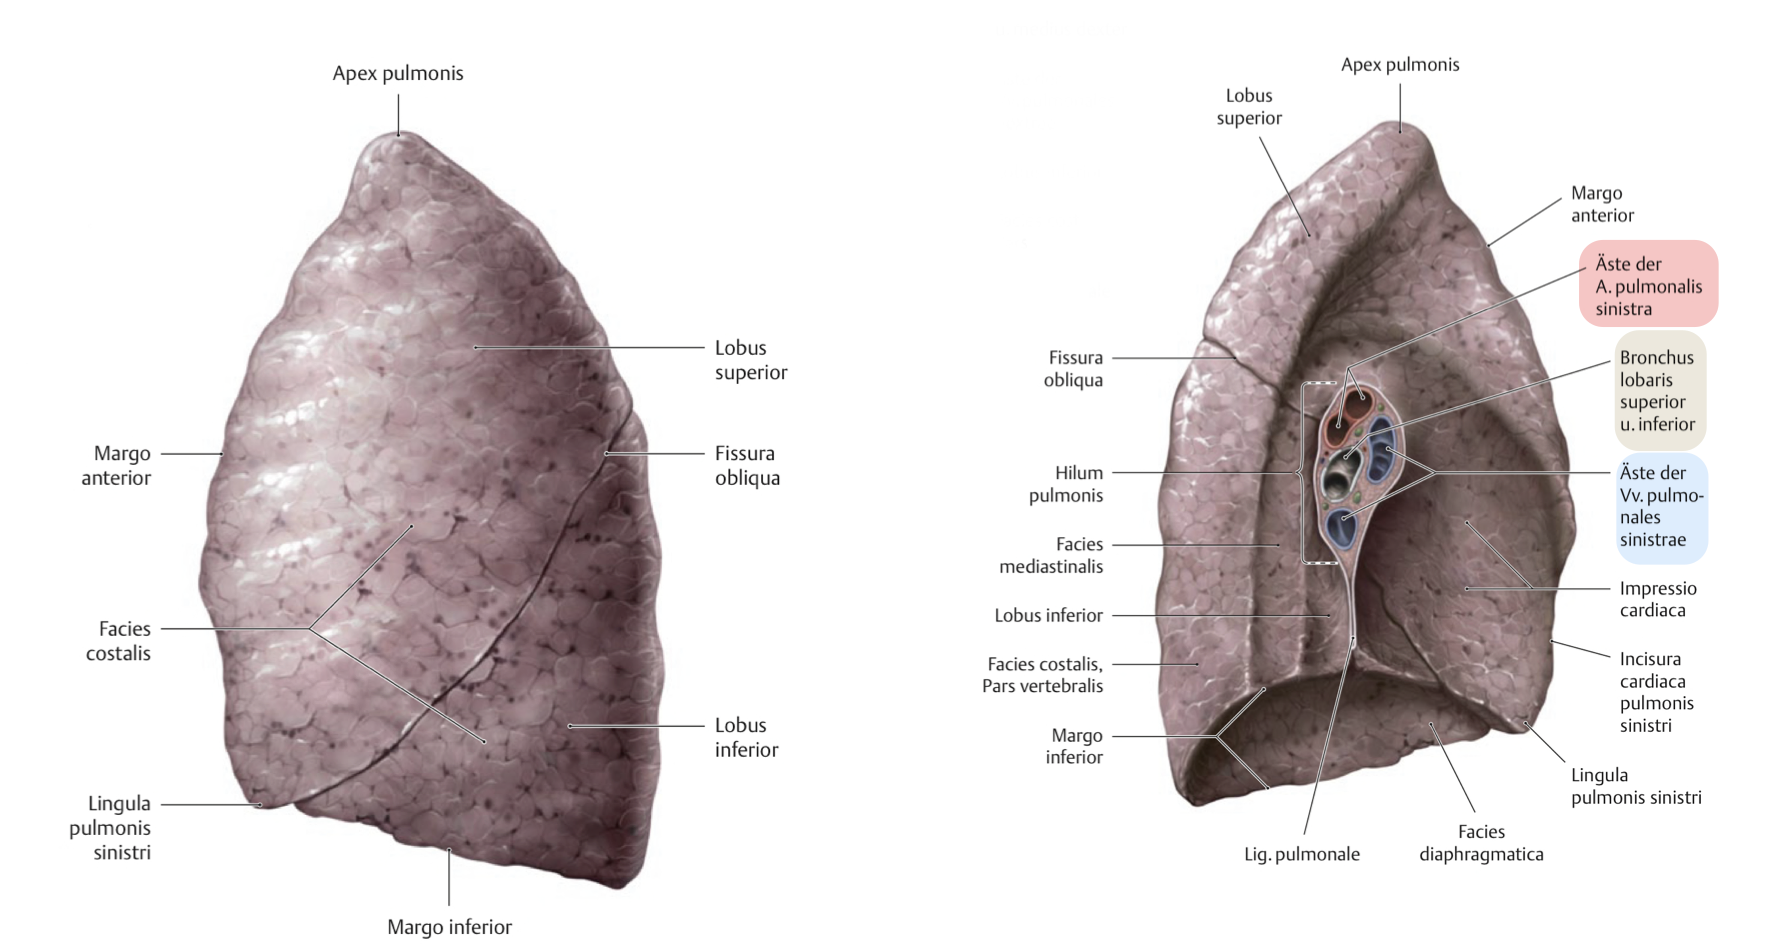 Apex pulmonis
Lobus
superior
Fissura
obliqua
Margo
anterior
Facies
costalis
Lobus
inferior
Lingula
pulmonis
sinistri
Margo inferior
Apex pulmonis
Lobus
superior
Margo
anterior
Äste der
A. pulmonalis
sinistra
Fissura
obliqua
Bronchus
lobaris
superior
u. inferior
Hilum
pulmonis
Äste der
Vv. pulmo-
nales
sinistrae
Facies
mediastinalis
Impressio
cardiaca
Lobus inferior
Facies costalis,
Pars vertebralis
Incisura
cardiaca
pulmonis
sinistri
Margo
inferior
Lingula
pulmonis sinistri
Lig. pulmonale
Facies
diaphragmatica